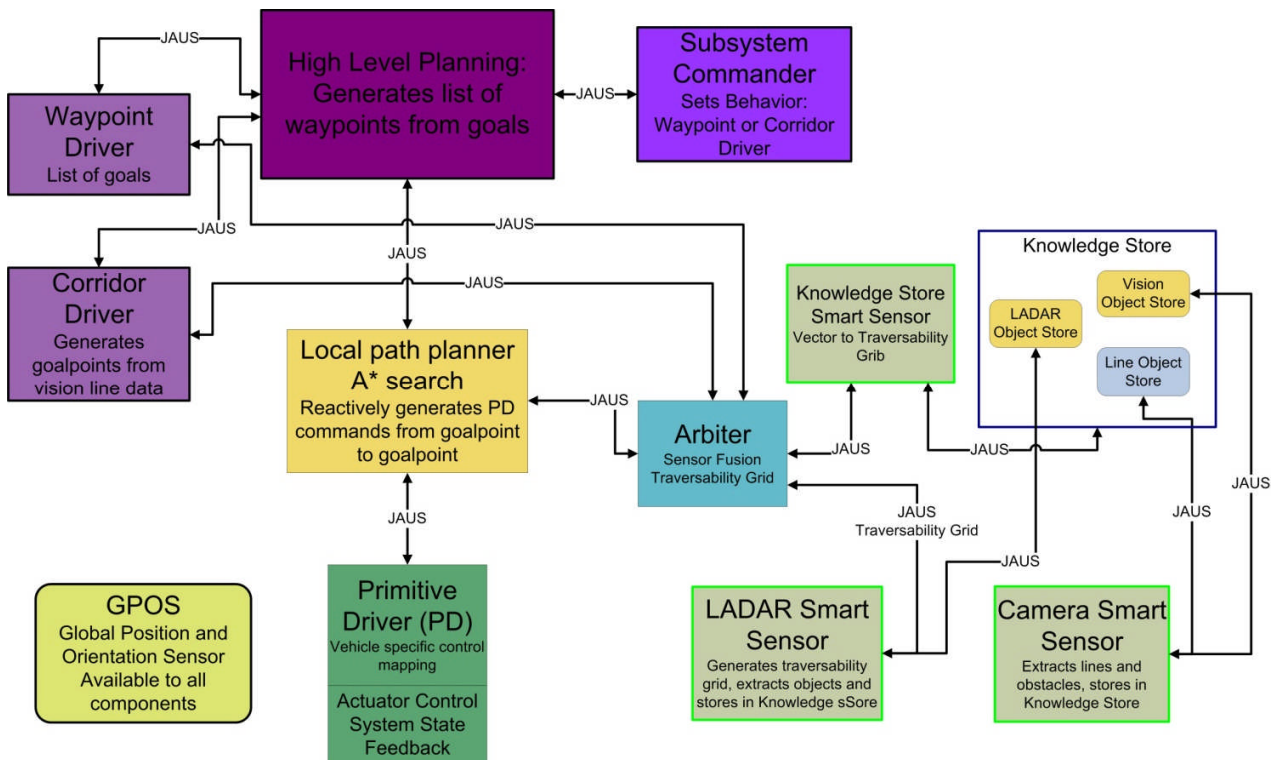 JAUS
High Level Planning:
Generates list of
waypoints from goals
JAUS
Subsystem
Commander
Sets Behavior:
Waypoint or Corridor
Driver
Waypoint
Driver
List of goals
JAUS
JAUS
JAUS
Corridor
Driver
Generates
goalpoints from
vision line data
JAUS
Local path planner
A* search
Reactively generates PD
commands from goalpoint
to goalpoint
JAUS
Knowledge Store
Smart Sensor
Vector to Traversability
Grib
Knowledge Store
Vision
Object Store
LADAR
Object Store
Line Object
Store
Arbiter
Sensor Fusion
Traversability Grid
JAUS
JAUS
JAUS
JAUS
JAUS
Traversability Grid
JAUS
JAUS
Primitive
Driver (PD)
Vehicle specific control
mapping
Actuator Control
System State
Feedback
GPOS
Global Position and
Orientation Sensor
Available to all
components
LADAR Smart
Sensor
Generates traversability
grid, extracts objects and
stores in Knowledge sSore
Camera Smart
Sensor
Extracts lines and
obstacles, stores in
Knowledge Store